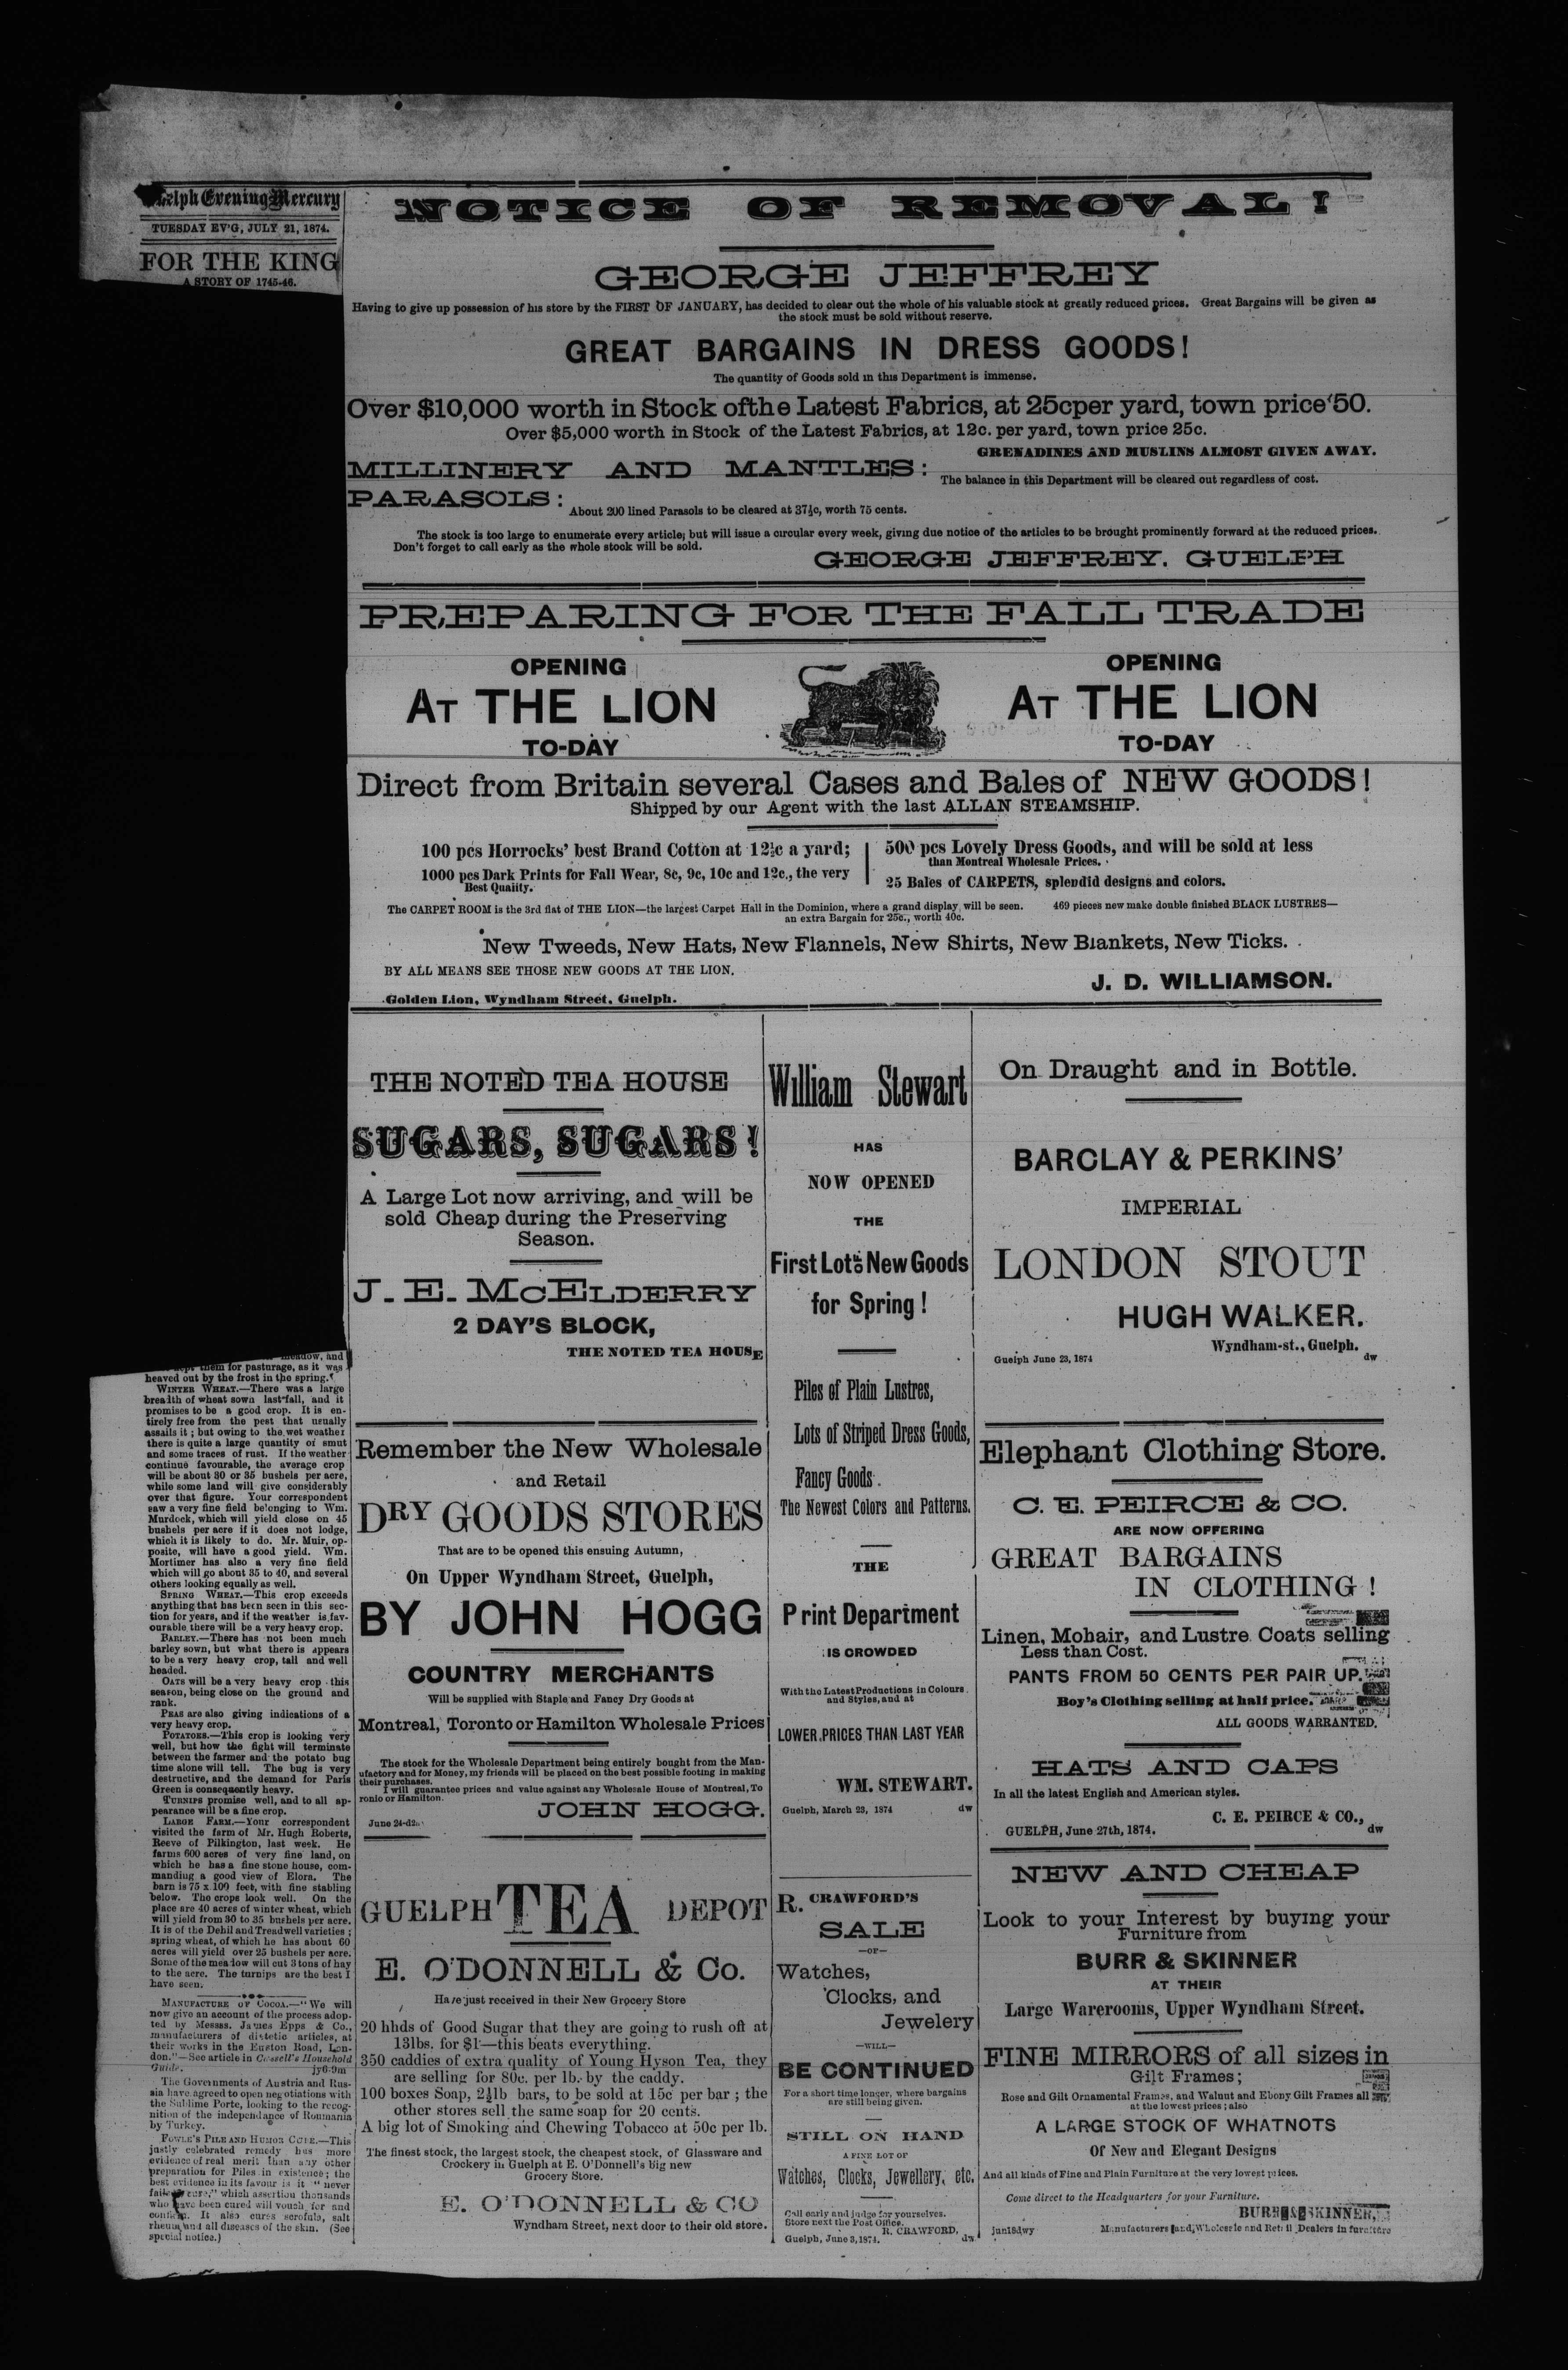 Evening Mercury
TUESDAY EV'G, JULY 21, 1874.
FOR THE KING
A STORY OF 1745-46.
meadow, and
them for pasturage, as it was
heaved out by the frost in the spring.
WINTER WHEAT.—There was a large
breadth of wheat sown last fall, and it
promises to be a good crop. It is en-
tirely free from the pest that usually
assails it; but owing to the wet weather
there is quite a large quantity of smut
and some traces of rust. If the weather
continue favourable, the average crop
will be about 30 or 35 bushels per acre,
while some land will give considerably
over that figure. Your correspondent
saw a very fine field belonging to Wm.
Murdock, which will yield close on 45
bushels per acre if it does not lodge,
which it is likely to do. Mr. Muir, op-
posite, will have a good yield. Wm.
Mortimer has also a very fine field
which will go about 35 to 40, and several
others looking equally as well.
SPRING WHEAT.—This crop exceeds
anything that has been seen in this sec-
tion for years, and if the weather is fav-
ourable there will be a very heavy crop.
BARLEY.—There has not been much
barley sown, but what there is appears
to be a very heavy crop, tall and well
headed.
OATS will be a very heavy crop this
season, being close on the ground and
rank.
PEAS are also giving indications of a
very heavy crop.
POTATOES.—This crop is looking very
well, but how the fight will terminate
between the farmer and the potato bug
time alone will tell. The bug is very
destructive, and the demand for Paris
Green is consequently heavy.
TURNIPS promise well, and to all ap-
pearance will be a fine crop.
LARGE FARM.—Your correspondent
visited the farm of Mr. Hugh Roberts,
Reeve of Pilkington, last week. He
farms 600 acres of very fine land, on
which he has a fine stone house, com-
manding a good view of Elora. The
barn is 75 x 100 feet, with fine stabling
below. The crops look well. On the
place are 40 acres of winter wheat, which
will yield from 30 to 35 bushels per acre.
It is of the Dehil and Treadwell varieties;
spring wheat, of which he has about 60
acres will yield over 25 bushels per acre.
Some of the meadow will cut 3 tons of hay
to the acre. The turnips are the best I
have seen.
MANUFACTURE OF COCOA.—"We will
now give an account of the process adop-
ted by Messrs. James Epps & Co.,
manufacturers of dietetic articles, at
their works in the Euston Road, Lon-
don."—See article in Cassell's Household
Guide. jy6-9m
The Governments of Austria and Rus-
sia have agreed to open negotiations with
the Sublime Porte, looking to the recog-
nition of the independance of Roumania
by Turkey.
FOWLE'S PILE AND HUMOR CURE.—This
justly celebrated remedy has more
evidence of real merit than any other
preparation for Piles in existence; the
best evidence in its favour is it "never
fails to cure," which assertion thousands
who have been cured will vouch for and
confirm. It also cures scrofula, salt
rheum and all diseases of the skin. (See
special notice.)
NOTICE OF REMOVAL!
GEORGE JEFFREY
Having to give up possession of his store by the FIRST OF JANUARY, has decided to clear out the whole of his valuable stock at greatly reduced prices. Great Bargains will be given as
the stock must be sold without reserve.
GREAT BARGAINS IN DRESS GOODS!
The quantity of Goods sold in this Department is immense.
Over $10,000 worth in Stock ofthe Latest Fabrics, at 25cper yard, town price 50.
Over $5,000 worth in Stock of the Latest Fabrics, at 12c. per yard, town price 25c.
GRENADINES AND MUSLINS ALMOST GIVEN AWAY.
MILLINERY AND MANTLES:
The balance in this Department will be cleared out regardless of cost.
PARASOLS:
About 200 lined Parasols to be cleared at 37½c, worth 75 cents.
The stock is too large to enumerate every article; but will issue a circular every week, giving due notice of the articles to be brought prominently forward at the reduced prices.
Don't forget to call early as the whole stock will be sold.
GEORGE JEFFREY. GUELPH
PREPARING FOR THE FALL TRADE
OPENING
AT THE LION
TO-DAY
OPENING
AT THE LION
TO-DAY
Direct from Britain several Cases and Bales of NEW GOODS!
Shipped by our Agent with the last ALLAN STEAMSHIP.
100 pcs Horrocks' best Brand Cotton at 12½c a yard;
1000 pcs Dark Prints for Fall Wear, 8c, 9c, 10c and 12c., the very
Best Quality.
500 pcs Lovely Dress Goods, and will be sold at less
than Montreal Wholesale Prices.
25 Bales of CARPETS, splendid designs and colors.
The CARPET ROOM is the 3rd flat of THE LION—the largest Carpet Hall in the Dominion, where a grand display will be seen. 469 pieces new make double finished BLACK LUSTRES—
an extra Bargain for 25c., worth 40c.
New Tweeds, New Hats, New Flannels, New Shirts, New Blankets, New Ticks.
BY ALL MEANS SEE THOSE NEW GOODS AT THE LION.
J. D. WILLIAMSON.
Golden Lion, Wyndham Street, Guelph.
THE NOTED TEA HOUSE
SUGARS, SUGARS!
A Large Lot now arriving, and will be
sold Cheap during the Preserving
Season.
J. E. MCELDERRY
2 DAY'S BLOCK,
THE NOTED TEA HOUSE
Remember the New Wholesale
and Retail
DRY GOODS STORES
That are to be opened this ensuing Autumn,
On Upper Wyndham Street, Guelph,
BY JOHN HOGG
COUNTRY MERCHANTS
Will be supplied with Staple and Fancy Dry Goods at
Montreal, Toronto or Hamilton Wholesale Prices
The stock for the Wholesale Department being entirely bought from the Man-
ufactory and for Money, my friends will be placed on the best possible footing in making
their purchases.
I will guarantee prices and value against any Wholesale House of Montreal, To
ronto or Hamilton.
JOHN HOGG.
June 24-d2w
GUELPH TEA DEPOT
E. O'DONNELL & Co.
Have just received in their New Grocery Store
20 hhds of Good Sugar that they are going to rush off at
13lbs. for $1—this beats everything.
350 caddies of extra quality of Young Hyson Tea, they
are selling for 80c. per lb. by the caddy.
100 boxes Soap, 2½lb bars, to be sold at 15c per bar; the
other stores sell the same soap for 20 cents.
A big lot of Smoking and Chewing Tobacco at 50c per lb.
The finest stock, the largest stock, the cheapest stock, of Glassware and
Crockery in Guelph at E. O'Donnell's big new
Grocery Store.
E. O'DONNELL & CO
Wyndham Street, next door to their old store.
William Stewart
HAS
NOW OPENED
THE
First Lot of New Goods
for Spring!
Piles of Plain Lustres,
Lots of Striped Dress Goods,
Fancy Goods.
The Newest Colors and Patterns.
THE
Print Department
IS CROWDED
With the Latest Productions in Colours
and Styles, and at
LOWER PRICES THAN LAST YEAR
WM. STEWART.
Guelph, March 23, 1874 dw
R. CRAWFORD'S
SALE
—OF—
Watches,
Clocks, and
Jewelery
—WILL—
BE CONTINUED
For a short time longer, where bargains
are still being given.
STILL ON HAND
A FINE LOT OF
Watches, Clocks, Jewellery, etc.
Call early and judge for yourselves.
Store next the Post Office.
R. CRAWFORD,
Guelph, June 3, 1874. dw
On Draught and in Bottle.
BARCLAY & PERKINS'
IMPERIAL
LONDON STOUT
HUGH WALKER.
Wyndham-st., Guelph.
Guelph June 23, 1874 dw
Elephant Clothing Store.
C. E. PEIRCE & CO.
ARE NOW OFFERING
GREAT BARGAINS
IN CLOTHING!
Linen, Mohair, and Lustre Coats selling
Less than Cost.
PANTS FROM 50 CENTS PER PAIR UP.
Boy's Clothing selling at half price.
ALL GOODS WARRANTED.
HATS AND CAPS
In all the latest English and American styles.
C. E. PEIRCE & CO.,
GUELPH, June 27th, 1874. dw
NEW AND CHEAP
Look to your Interest by buying your
Furniture from
BURR & SKINNER
AT THEIR
Large Warerooms, Upper Wyndham Street.
FINE MIRRORS of all sizes in
Gilt Frames;
Rose and Gilt Ornamental Frames, and Walnut and Ebony Gilt Frames all
at the lowest prices; also
A LARGE STOCK OF WHATNOTS
Of New and Elegant Designs
And all kinds of Fine and Plain Furniture at the very lowest prices.
Come direct to the Headquarters for your Furniture.
BURR & SKINNER,
jun18dwy Manufacturers and Wholesale and Retail Dealers in furniture